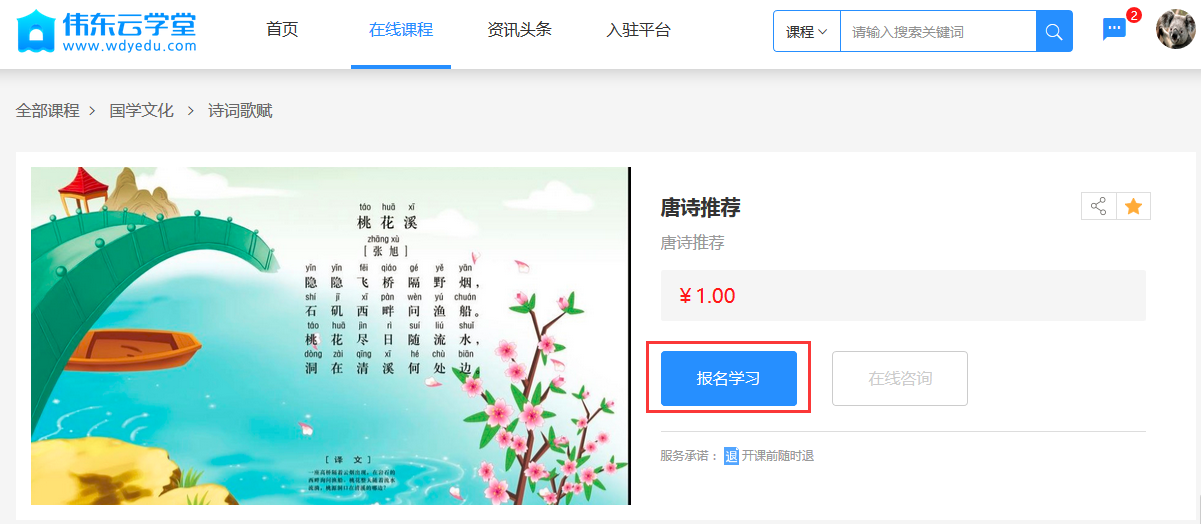 伟东云学堂
www.wdyedu.com
首页
在线课程
资讯头条
入驻平台
课程
请输入搜索关键词
2
全部课程 > 国学文化 > 诗词歌赋
táo huā xī
桃花溪
zhāng xù
[张旭]
yǐn yǐn fēi qiáo gé yě yān
隐隐飞桥隔野烟，
shí jī xī pàn wèn yú chuán
石矶西畔问渔船。
táo huā jìn rì suí liú shuǐ
桃花尽日随流水，
dòng zài qīng xī hé chù biān
洞在清溪何处边。
[译文]
唐诗推荐
唐诗推荐
￥1.00
报名学习
在线咨询
服务承诺： 退 开课前随时退